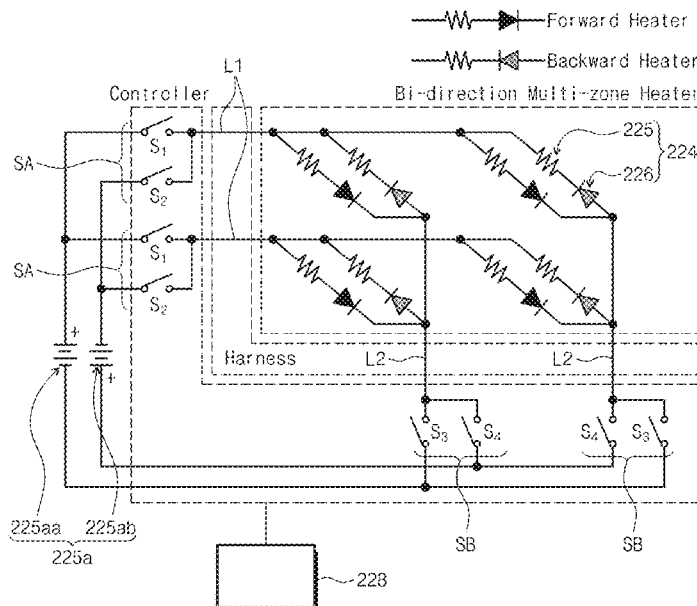 Forward Heater
Backward Heater
L1
Controller
Bi-direction Multi-zone Heater
SA
S1
S2
225
226
224
SA
S1
S2
+
+
Harness
L2
L2
S3
S4
S4
S3
225aa
225ab
225a
SB
SB
228